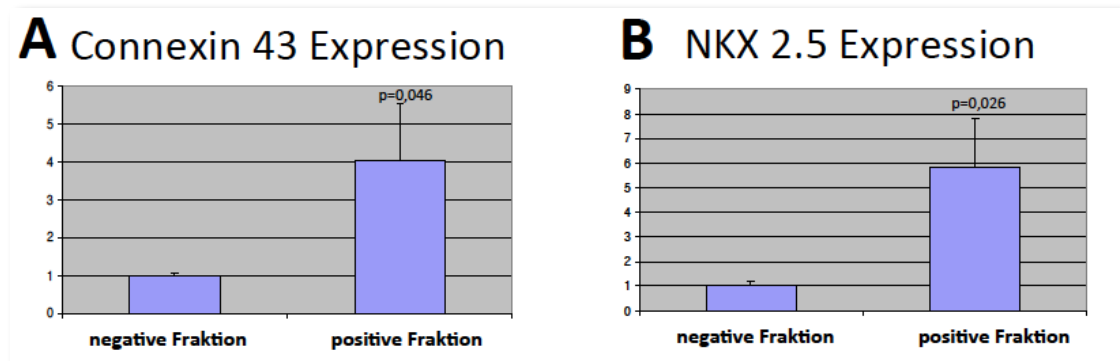 A Connexin 43 Expression
6
5
4
3
2
1
0
p=0,046
negative Fraktion
positive Fraktion
B NKX 2.5 Expression
9
8
7
6
5
4
3
2
1
0
p=0,026
negative Fraktion
positive Fraktion